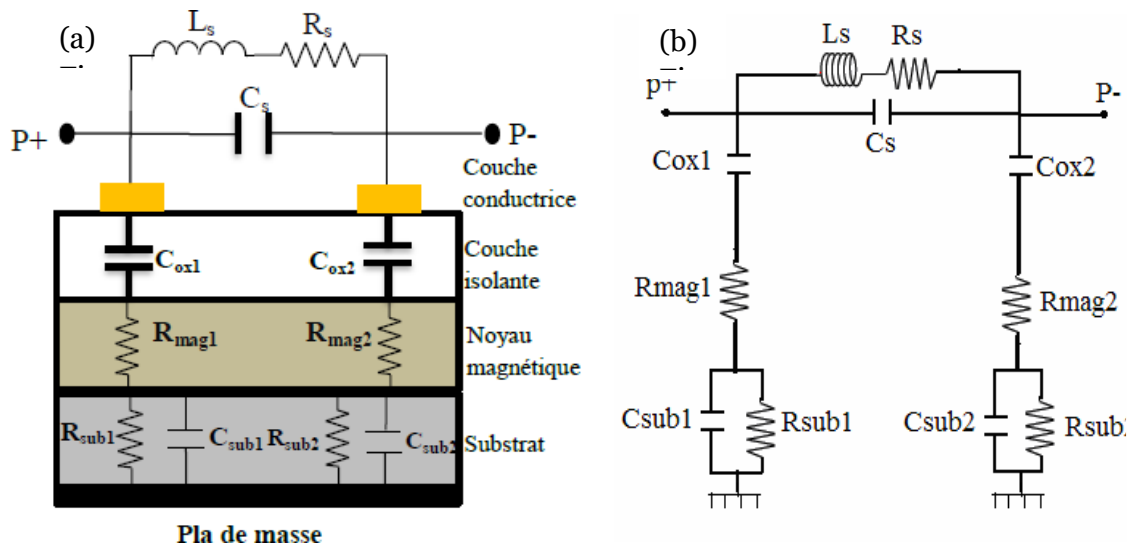 (a)
Ls
Rs
Cs
P+
P-
Couche
conductrice
Cox1
Cox2
Couche
isolante
Rmag1
Rmag2
Noyau
magnétique
Rsub1
Csub1
Rsub2
Csub2
Substrat
Pla de masse
(b)
Ls
Rs
p+
P-
Cs
Cox1
Cox2
Rmag1
Rmag2
Csub1
Rsub1
Csub2
Rsub2